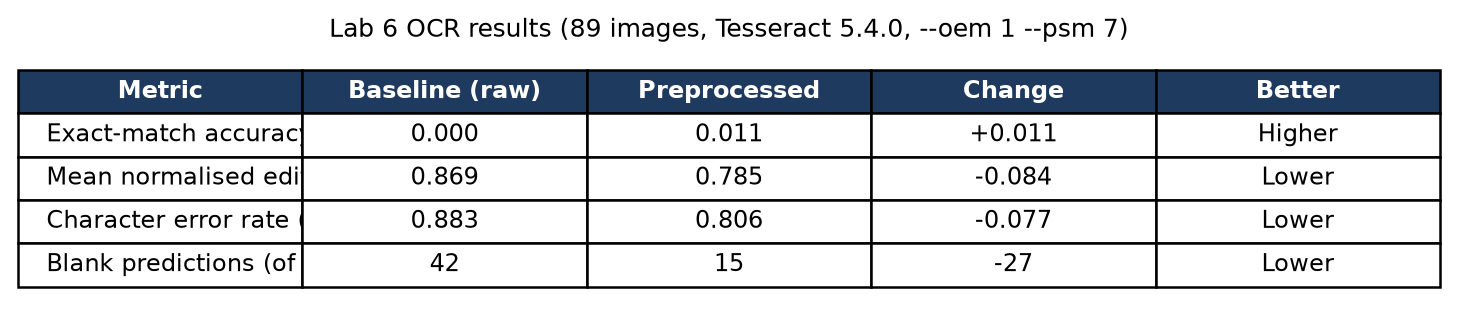 Lab 6 OCR results (89 images, Tesseract 5.4.0, --oem 1 --psm 7)
Metric Baseline (raw) Preprocessed Change Better
Exact-match accuracy 0.000 0.011 +0.011 Higher
Mean normalised edi 0.869 0.785 -0.084 Lower
Character error rate ( 0.883 0.806 -0.077 Lower
Blank predictions (of 42 15 -27 Lower